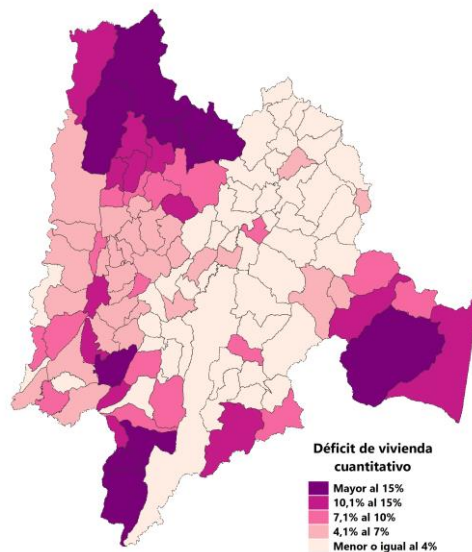 Déficit de vivienda
cuantitativo
Mayor al 15%
10,1% al 15%
7,1% al 10%
4,1% al 7%
Menor o igual al 4%